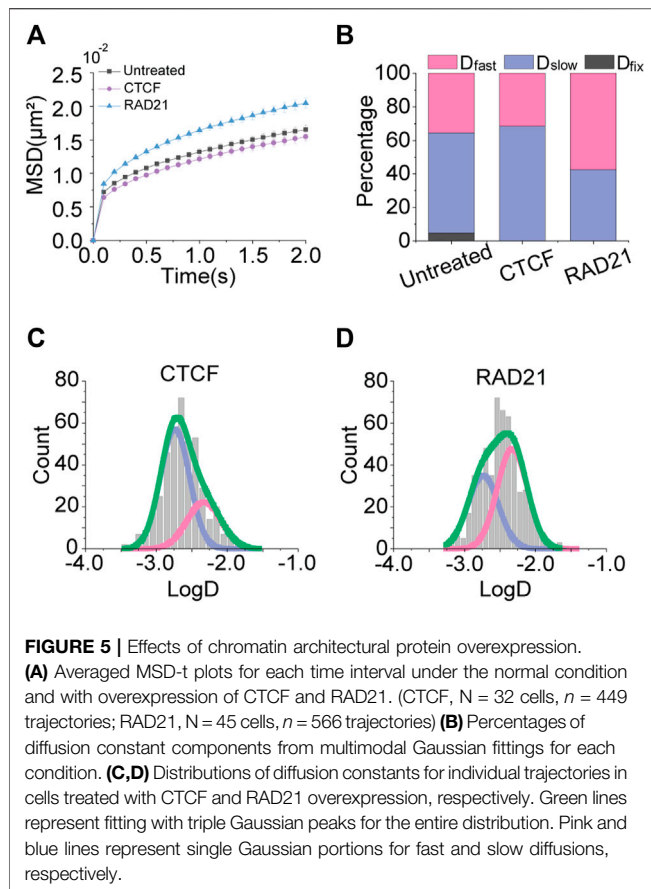 A
×10⁻²
MSD(μm²)
2.5
2.0
1.5
1.0
0.5
0.0
Untreated
CTCF
RAD21
0.0 0.5 1.0 1.5 2.0
Time(s)
B
Dfast Dslow Dfix
Percentage
100
80
60
40
20
0
Untreated CTCF RAD21
C
CTCF
Count
80
60
40
20
0
-4.0 -3.0 -2.0 -1.0
LogD
D
RAD21
Count
80
60
40
20
0
-4.0 -3.0 -2.0 -1.0
LogD
FIGURE 5 | Effects of chromatin architectural protein overexpression.
(A) Averaged MSD-t plots for each time interval under the normal condition
and with overexpression of CTCF and RAD21. (CTCF, N = 32 cells, n = 449
trajectories; RAD21, N = 45 cells, n = 566 trajectories) (B) Percentages of
diffusion constant components from multimodal Gaussian fittings for each
condition. (C,D) Distributions of diffusion constants for individual trajectories in
cells treated with CTCF and RAD21 overexpression, respectively. Green lines
represent fitting with triple Gaussian peaks for the entire distribution. Pink and
blue lines represent single Gaussian portions for fast and slow diffusions,
respectively.